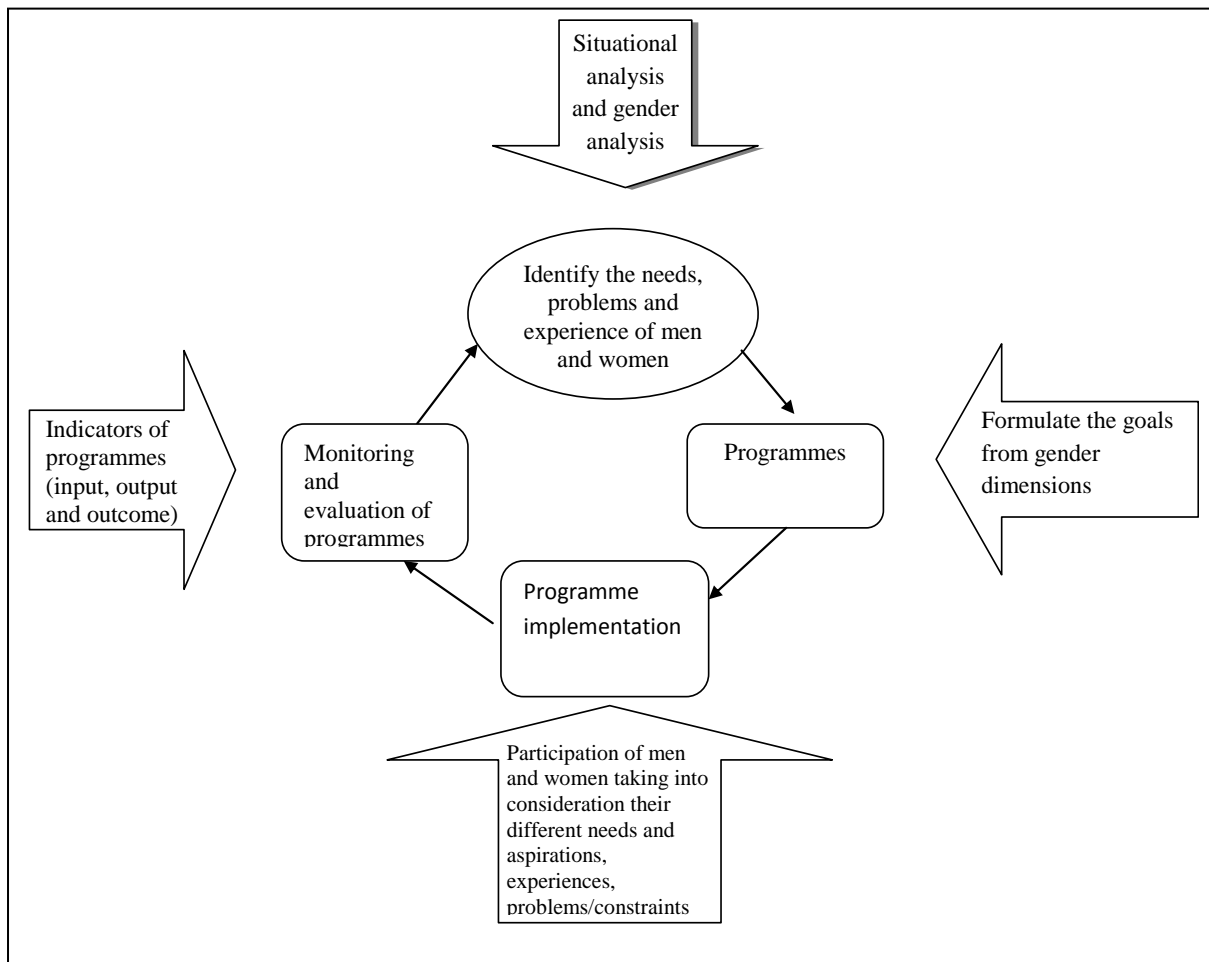 Situational
analysis
and gender
analysis
Identify the needs,
problems and
experience of men
and women
Indicators of
programmes
(input, output
and outcome)
Monitoring
and
evaluation of
programmes
Programmes
Formulate the goals
from gender
dimensions
Programme
implementation
Participation of men
and women taking into
consideration their
different needs and
aspirations,
experiences,
problems/constraints